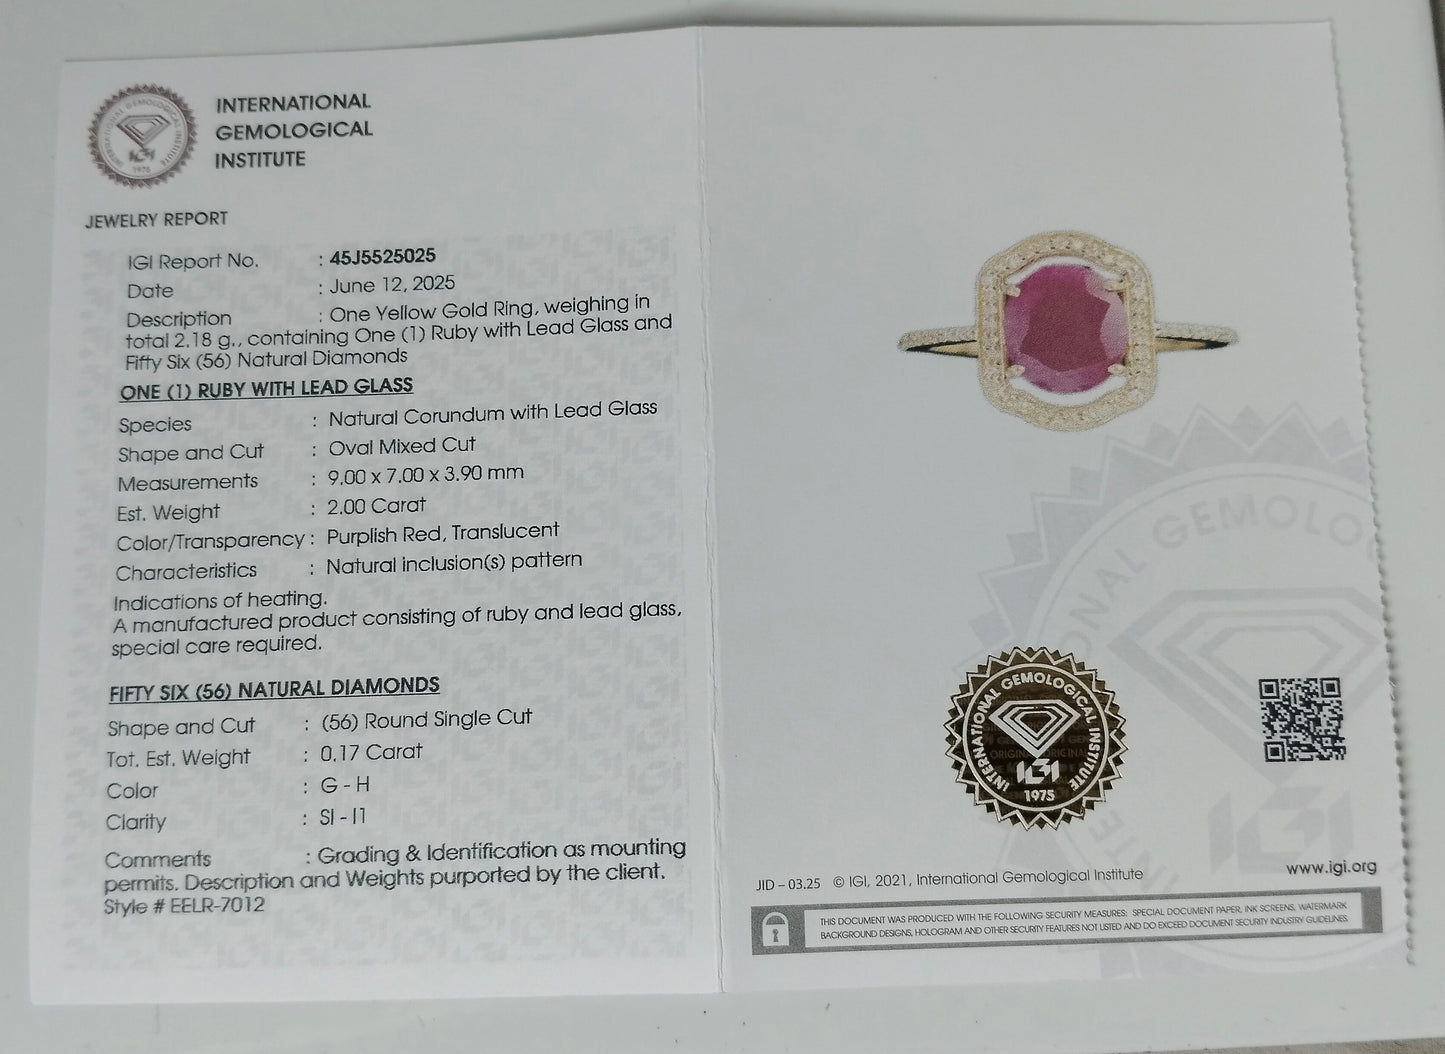 INTERNATIONAL
GEMOLOGICAL
INSTITUTE
JEWELRY REPORT
IGI Report No. : 45J5525025
Date : June 12, 2025
Description : One Yellow Gold Ring, weighing in
total 2.18 g., containing One (1) Ruby with Lead Glass and
Fifty Six (56) Natural Diamonds
ONE (1) RUBY WITH LEAD GLASS
Species : Natural Corundum with Lead Glass
Shape and Cut : Oval Mixed Cut
Measurements : 9.00 x 7.00 x 3.90 mm
Est. Weight : 2.00 Carat
Color/Transparency : Purplish Red, Translucent
Characteristics : Natural inclusion(s) pattern
Indications of heating.
A manufactured product consisting of ruby and lead glass,
special care required.
FIFTY SIX (56) NATURAL DIAMONDS
Shape and Cut : (56) Round Single Cut
Tot. Est. Weight : 0.17 Carat
Color : G - H
Clarity : SI - I1
Comments : Grading & Identification as mounting
permits. Description and Weights purported by the client.
Style # EELR-7012
INTERNATIONAL GEMOLOGICAL INSTITUTE
IGI
1975
www.igi.org
JID – 03.25 © IGI, 2021, International Gemological Institute
THIS DOCUMENT WAS PRODUCED WITH THE FOLLOWING SECURITY MEASURES: SPECIAL DOCUMENT PAPER, INK SCREENS, WATERMARK
BACKGROUND DESIGNS, HOLOGRAM AND OTHER SECURITY FEATURES NOT LISTED AND DO EXCEED DOCUMENT SECURITY INDUSTRY GUIDELINES.